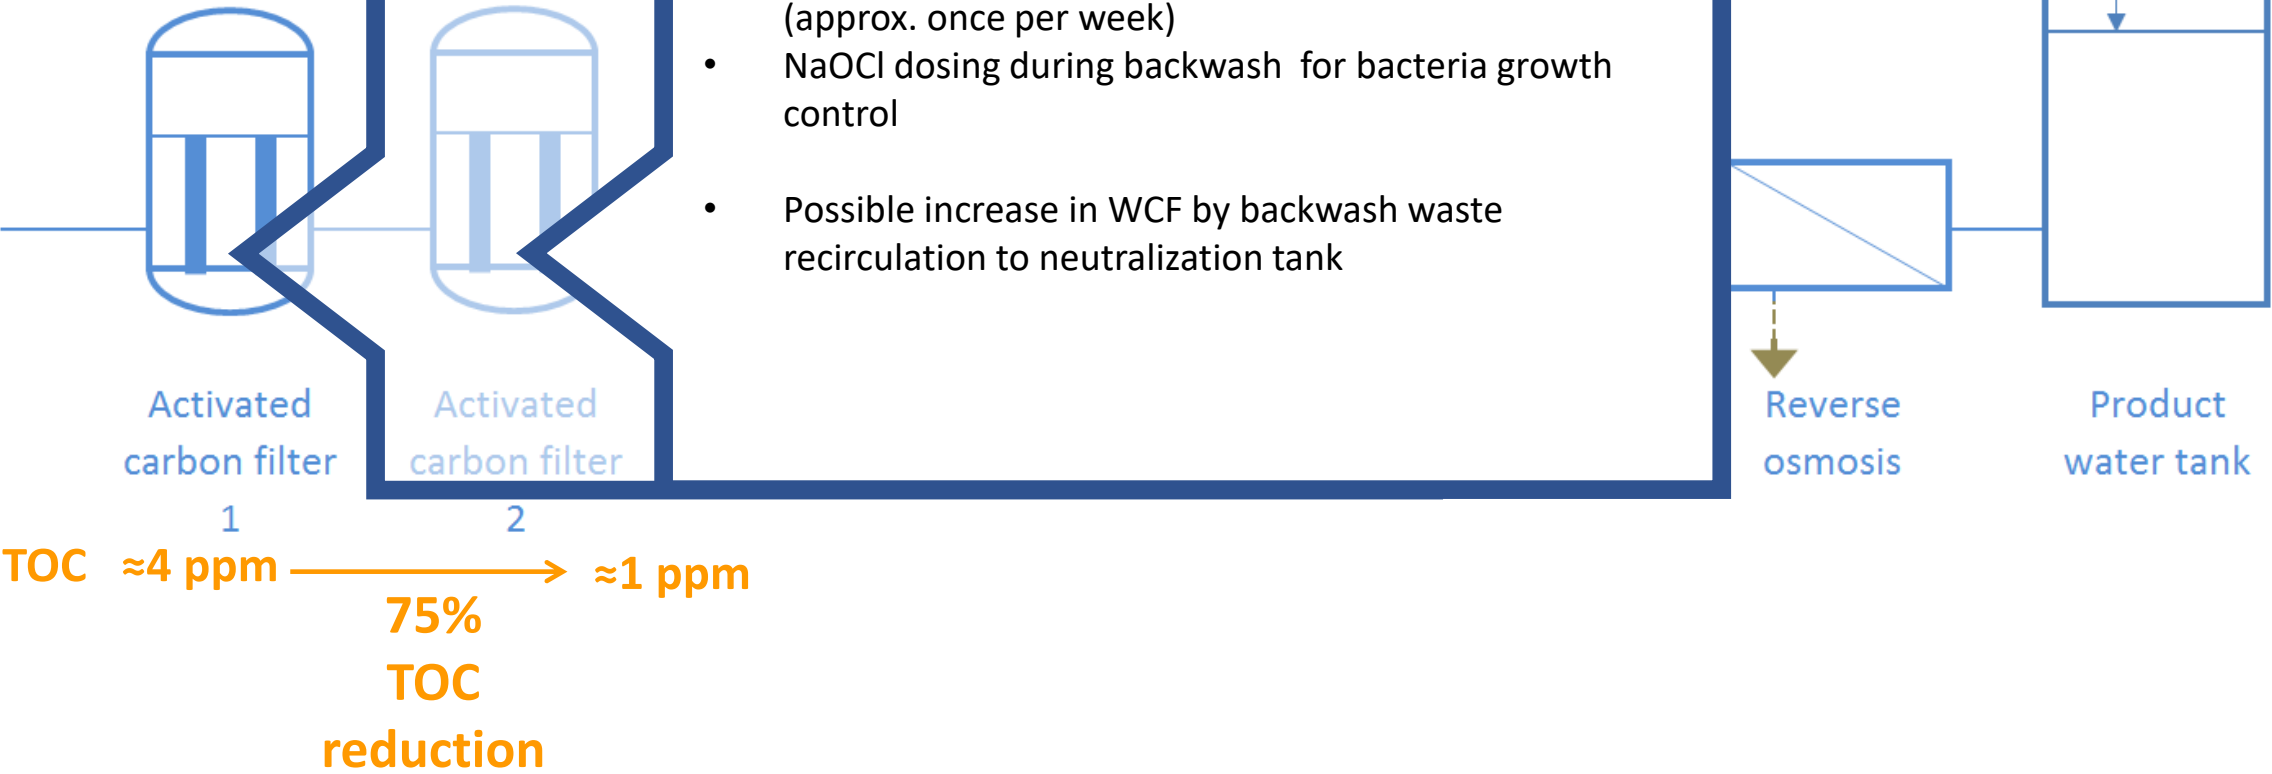 (approx. once per week)
• NaOCl dosing during backwash  for bacteria growth
control
• Possible increase in WCF by backwash waste
recirculation to neutralization tank
Activated
carbon filter
1
Activated
carbon filter
2
Reverse
osmosis
Product
water tank
TOC ≈4 ppm
≈1 ppm
75%
TOC
reduction